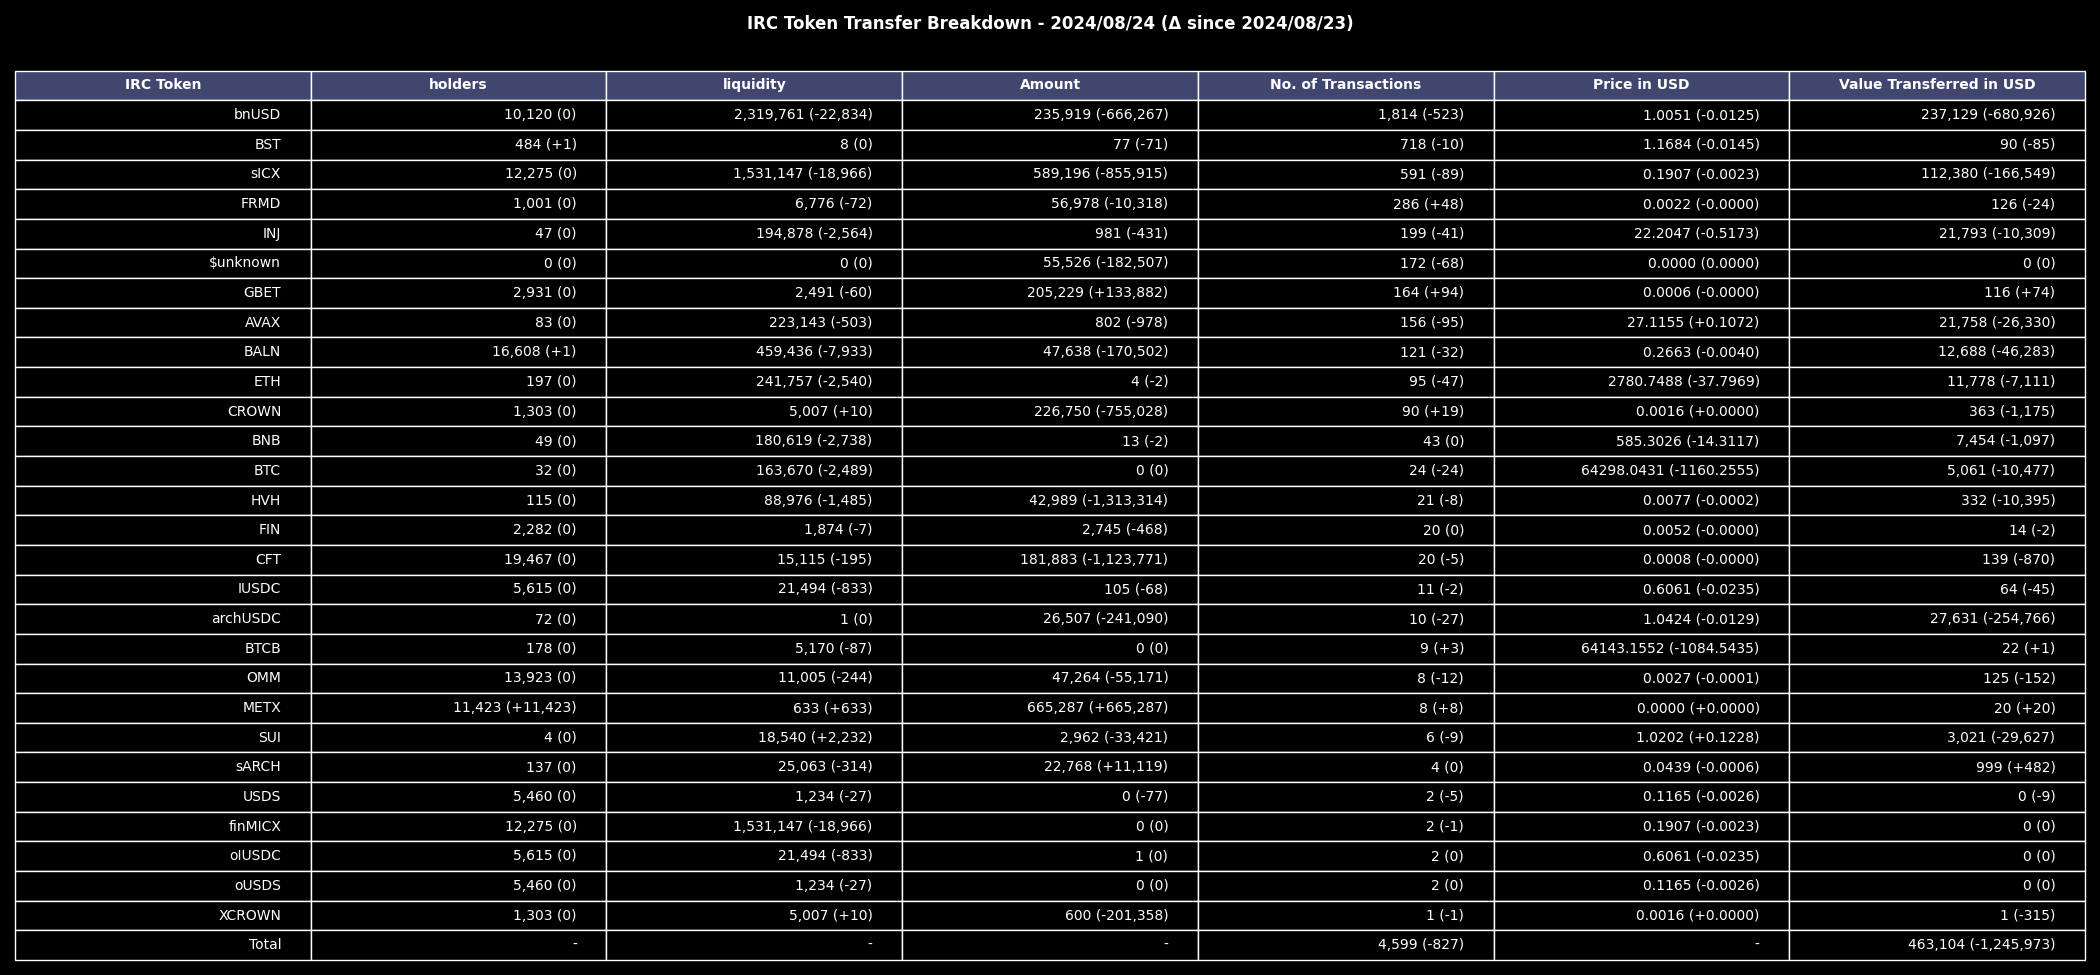 IRC Token Transfer Breakdown - 2024/08/24 (Δ since 2024/08/23)
IRC Token holders liquidity Amount No. of Transactions Price in USD Value Transferred in USD
bnUSD 10,120 (0) 2,319,761 (-22,834) 235,919 (-666,267) 1,814 (-523) 1.0051 (-0.0125) 237,129 (-680,926)
BST 484 (+1) 8 (0) 77 (-71) 718 (-10) 1.1684 (-0.0145) 90 (-85)
sICX 12,275 (0) 1,531,147 (-18,966) 589,196 (-855,915) 591 (-89) 0.1907 (-0.0023) 112,380 (-166,549)
FRMD 1,001 (0) 6,776 (-72) 56,978 (-10,318) 286 (+48) 0.0022 (-0.0000) 126 (-24)
INJ 47 (0) 194,878 (-2,564) 981 (-431) 199 (-41) 22.2047 (-0.5173) 21,793 (-10,309)
$unknown 0 (0) 0 (0) 55,526 (-182,507) 172 (-68) 0.0000 (0.0000) 0 (0)
GBET 2,931 (0) 2,491 (-60) 205,229 (+133,882) 164 (+94) 0.0006 (-0.0000) 116 (+74)
AVAX 83 (0) 223,143 (-503) 802 (-978) 156 (-95) 27.1155 (+0.1072) 21,758 (-26,330)
BALN 16,608 (+1) 459,436 (-7,933) 47,638 (-170,502) 121 (-32) 0.2663 (-0.0040) 12,688 (-46,283)
ETH 197 (0) 241,757 (-2,540) 4 (-2) 95 (-47) 2780.7488 (-37.7969) 11,778 (-7,111)
CROWN 1,303 (0) 5,007 (+10) 226,750 (-755,028) 90 (+19) 0.0016 (+0.0000) 363 (-1,175)
BNB 49 (0) 180,619 (-2,738) 13 (-2) 43 (0) 585.3026 (-14.3117) 7,454 (-1,097)
BTC 32 (0) 163,670 (-2,489) 0 (0) 24 (-24) 64298.0431 (-1160.2555) 5,061 (-10,477)
HVH 115 (0) 88,976 (-1,485) 42,989 (-1,313,314) 21 (-8) 0.0077 (-0.0002) 332 (-10,395)
FIN 2,282 (0) 1,874 (-7) 2,745 (-468) 20 (0) 0.0052 (-0.0000) 14 (-2)
CFT 19,467 (0) 15,115 (-195) 181,883 (-1,123,771) 20 (-5) 0.0008 (-0.0000) 139 (-870)
IUSDC 5,615 (0) 21,494 (-833) 105 (-68) 11 (-2) 0.6061 (-0.0235) 64 (-45)
archUSDC 72 (0) 1 (0) 26,507 (-241,090) 10 (-27) 1.0424 (-0.0129) 27,631 (-254,766)
BTCB 178 (0) 5,170 (-87) 0 (0) 9 (+3) 64143.1552 (-1084.5435) 22 (+1)
OMM 13,923 (0) 11,005 (-244) 47,264 (-55,171) 8 (-12) 0.0027 (-0.0001) 125 (-152)
METX 11,423 (+11,423) 633 (+633) 665,287 (+665,287) 8 (+8) 0.0000 (+0.0000) 20 (+20)
SUI 4 (0) 18,540 (+2,232) 2,962 (-33,421) 6 (-9) 1.0202 (+0.1228) 3,021 (-29,627)
sARCH 137 (0) 25,063 (-314) 22,768 (+11,119) 4 (0) 0.0439 (-0.0006) 999 (+482)
USDS 5,460 (0) 1,234 (-27) 0 (-77) 2 (-5) 0.1165 (-0.0026) 0 (-9)
finMICX 12,275 (0) 1,531,147 (-18,966) 0 (0) 2 (-1) 0.1907 (-0.0023) 0 (0)
oIUSDC 5,615 (0) 21,494 (-833) 1 (0) 2 (0) 0.6061 (-0.0235) 0 (0)
oUSDS 5,460 (0) 1,234 (-27) 0 (0) 2 (0) 0.1165 (-0.0026) 0 (0)
XCROWN 1,303 (0) 5,007 (+10) 600 (-201,358) 1 (-1) 0.0016 (+0.0000) 1 (-315)
Total - - - 4,599 (-827) - 463,104 (-1,245,973)